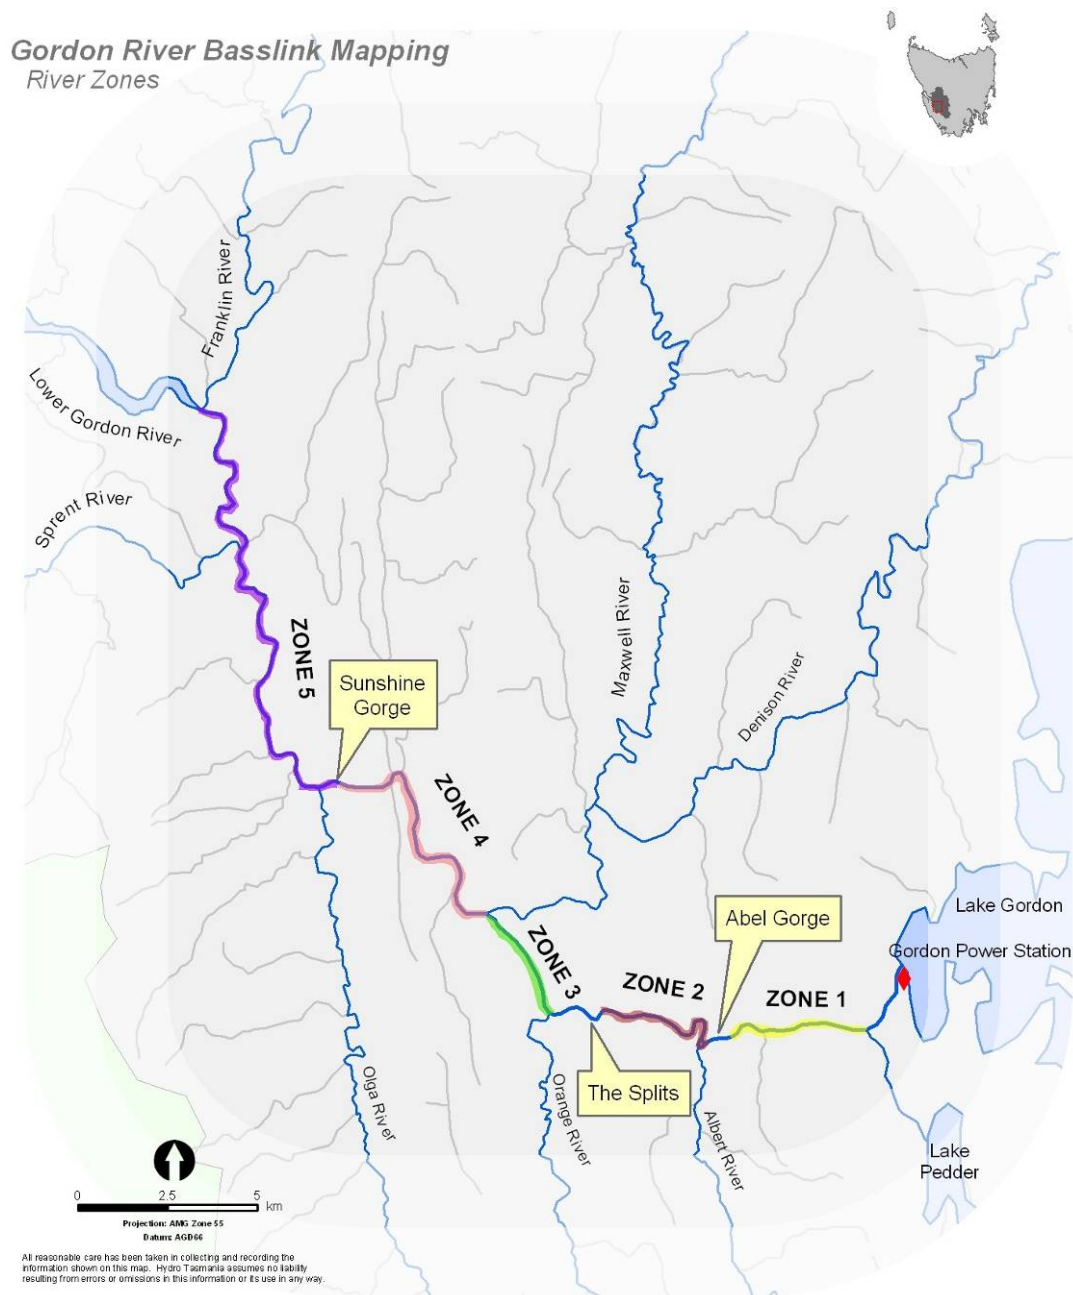 Gordon River Basslink Mapping
River Zones
Franklin River
Lower Gordon River
Sprent River
ZONE 5
Sunshine
Gorge
Maxwell River
Denison River
ZONE 4
Lake Gordon
Abel Gorge
Gordon Power Station
ZONE 3
ZONE 2
ZONE 1
The Splits
Olga River
Orange River
Albert River
Lake
Pedder
0 2.5 5
km
Projection: AMG Zone 55
Datum: AGD66
All reasonable care has been taken in collecting and recording the
information shown on this map. Hydro Tasmania assumes no liability
resulting from errors or omissions in this information or its use in any way.